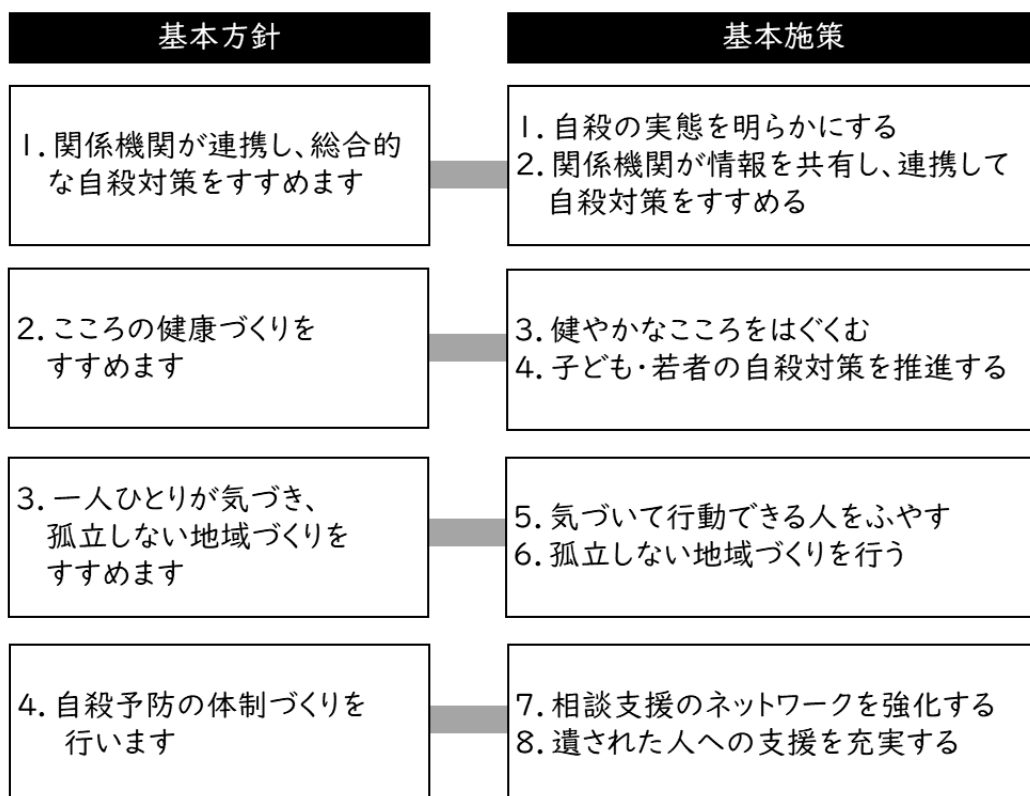 基本方針
基本施策
1.関係機関が連携し、総合的
な自殺対策をすすめます
1.自殺の実態を明らかにする
2.関係機関が情報を共有し、連携して
自殺対策をすすめる
2.こころの健康づくりを
すすめます
3.健やかなこころをはぐくむ
4.子ども・若者の自殺対策を推進する
3.一人ひとりが気づき、
孤立しない地域づくりを
すすめます
5.気づいて行動できる人をふやす
6.孤立しない地域づくりを行う
4.自殺予防の体制づくりを
行います
7.相談支援のネットワークを強化する
8.遺された人への支援を充実する